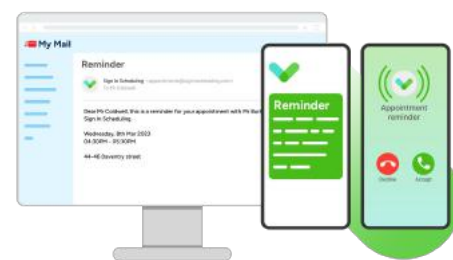 My Mail
Reminder
Sign In Scheduling
Dear Mr Coldwell, this is a reminder for your appointment with Mr
Sign In Scheduling
Wednesday, 8th Mar 2023
04:30PM - 05:30PM
44-46 Daventry street
Reminder
Appointment
reminder
Decline
Accept